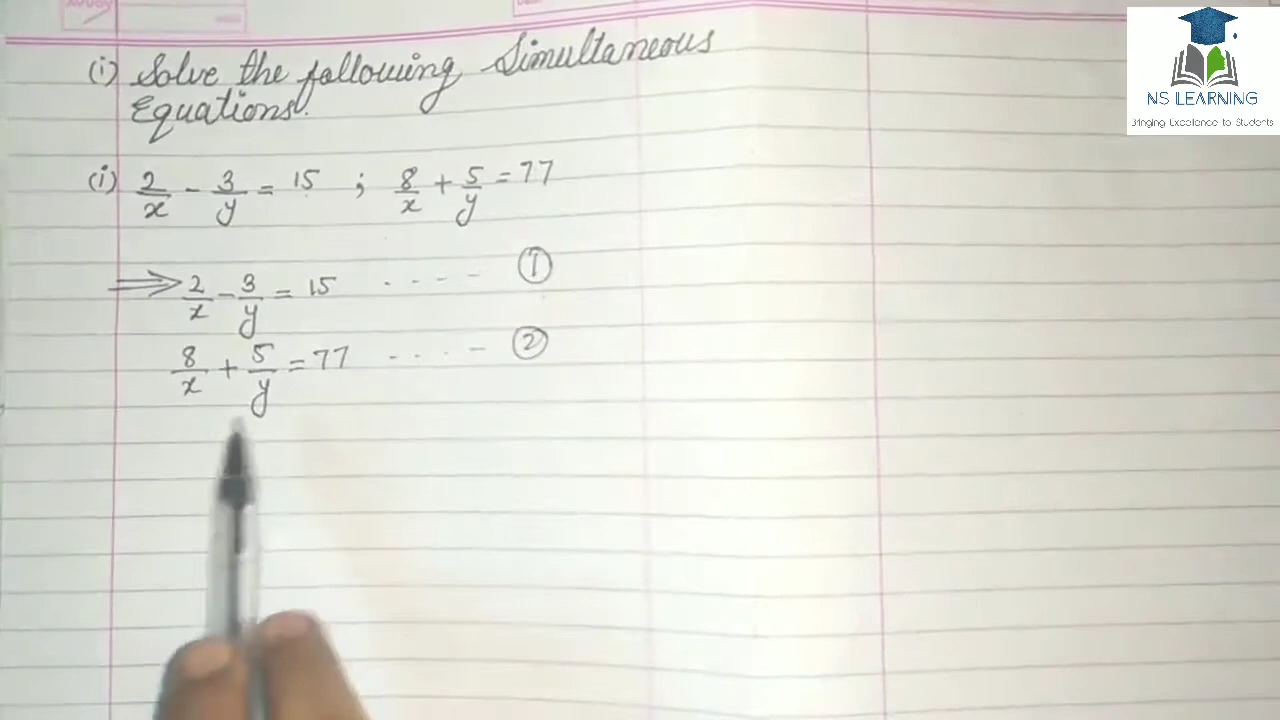 (i) Solve the following Simultaneous
Equations.
(i) 2/x - 3/y = 15 ; 8/x + 5/y = 77
⇒ 2/x - 3/y = 15 ..... ①
8/x + 5/y = 77 ..... ②
NS LEARNING
Bringing Excellence to Students